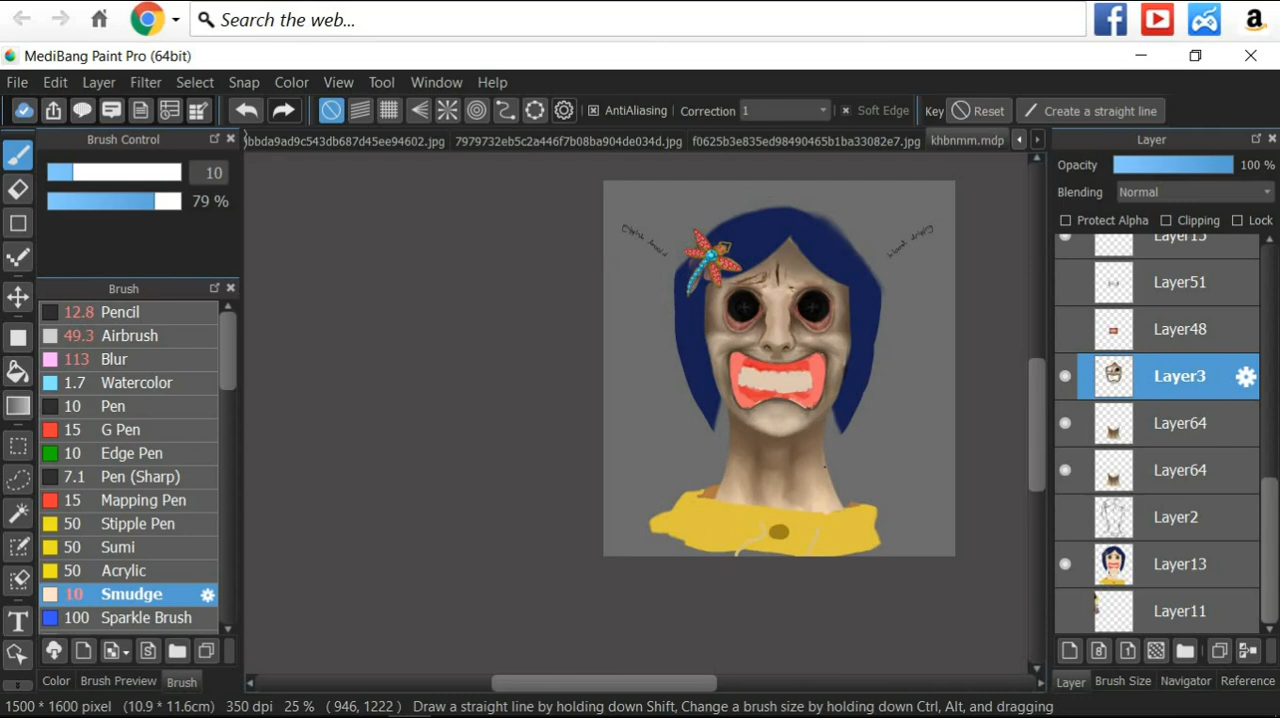 Search the web...
MediBang Paint Pro (64bit)
File Edit Layer Filter Select Snap Color View Tool Window Help
AntiAliasing Correction 1 Soft Edge Key Reset Create a straight line
Brush Control
bbda9ad9c543db687d45ee94602.jpg 7979732eb5c2a446f7b08ba904de034d.jpg f0625b3e835ed98490465b1ba33082e7.jpg khbnmm.mdp
Layer
10
79 %
Opacity 100 %
Blending Normal
Protect Alpha Clipping Lock
Brush
12.8 Pencil
49.3 Airbrush
113 Blur
1.7 Watercolor
10 Pen
15 G Pen
10 Edge Pen
7.1 Pen (Sharp)
15 Mapping Pen
50 Stipple Pen
50 Sumi
50 Acrylic
10 Smudge
100 Sparkle Brush
Layer15
Layer51
Layer48
Layer3
Layer64
Layer64
Layer2
Layer13
Layer11
Color Brush Preview Brush
Layer Brush Size Navigator Reference
1500 * 1600 pixel (10.9 * 11.6cm) 350 dpi 25 % ( 946, 1222 ) Draw a straight line by holding down Shift, Change a brush size by holding down Ctrl, Alt, and dragging